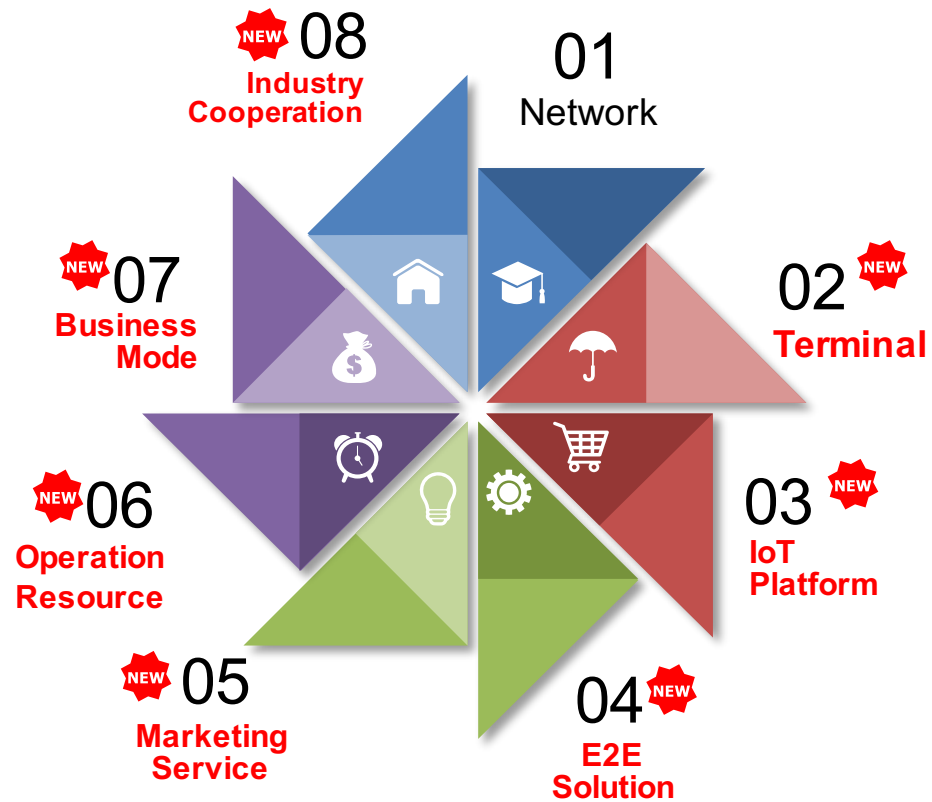 01
Network
02 NEW
Terminal
03 NEW
IoT
Platform
04 NEW
E2E
Solution
NEW 05
Marketing
Service
NEW 06
Operation
Resource
NEW 07
Business
Mode
NEW 08
Industry
Cooperation
$